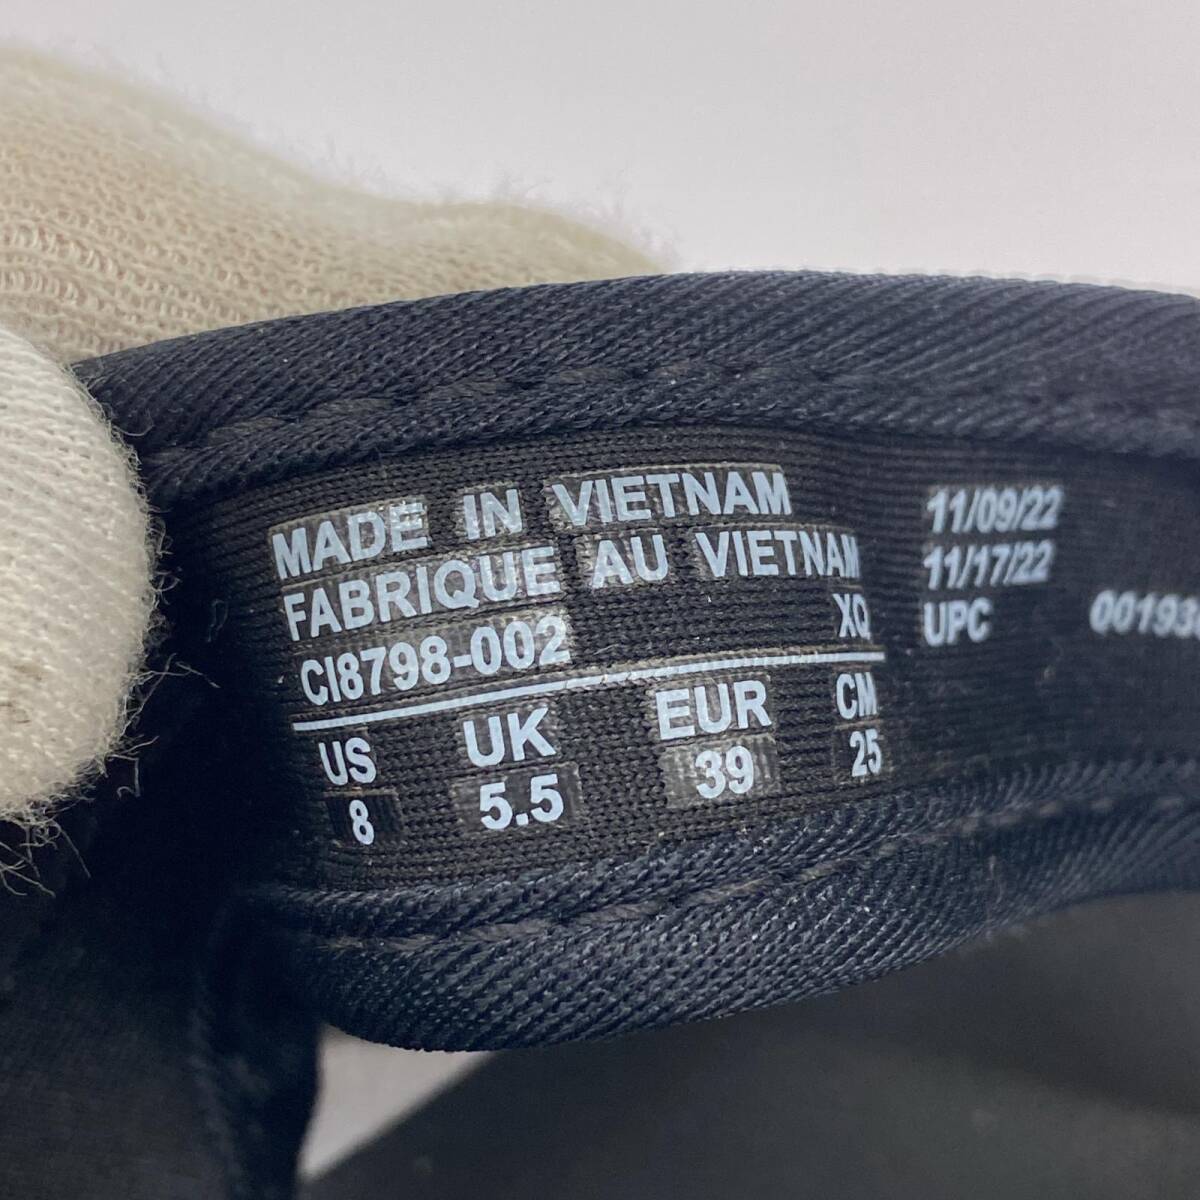 MADE IN VIETNAM
FABRIQUE AU VIETNAM
CI8798-002 XQ
US UK EUR CM
8 5.5 39 25
11/09/22
11/17/22
UPC